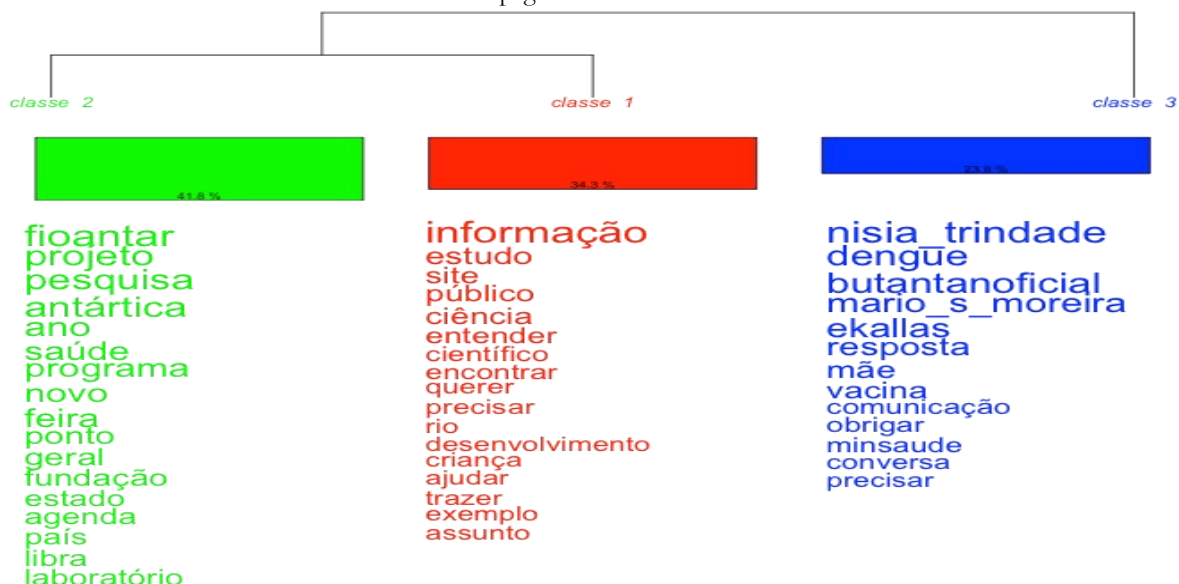 classe 2
classe 1
classe 3
41.8 %
34.3 %
fioantar
projeto
pesquisa
antártica
ano
saúde
programa
novo
feira
ponto
geral
fundação
estado
agenda
país
libra
laboratório
informação
estudo
site
público
ciência
entender
científico
encontrar
querer
precisar
rio
desenvolvimento
criança
ajudar
trazer
exemplo
assunto
nisia_trindade
dengue
butantanoficial
mario_s_moreira
ekallas
resposta
mãe
vacina
comunicação
obrigar
minsaude
conversa
precisar